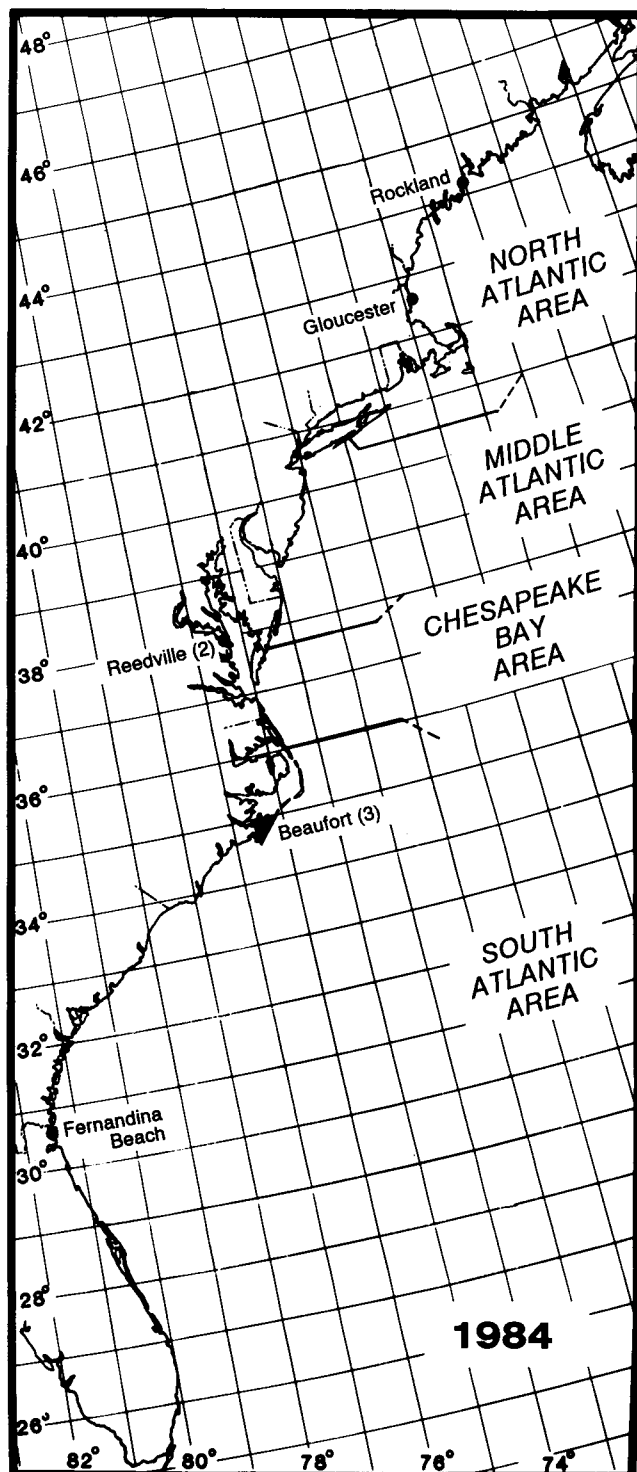 48°
46°
44°
42°
40°
38°
36°
34°
32°
30°
28°
26°
82°
80°
78°
76°
74°
Rockland
Gloucester
NORTH
ATLANTIC
AREA
MIDDLE
ATLANTIC
AREA
CHESAPEAKE
BAY
AREA
Reedville (2)
Beaufort (3)
SOUTH
ATLANTIC
AREA
Fernandina
Beach
1984